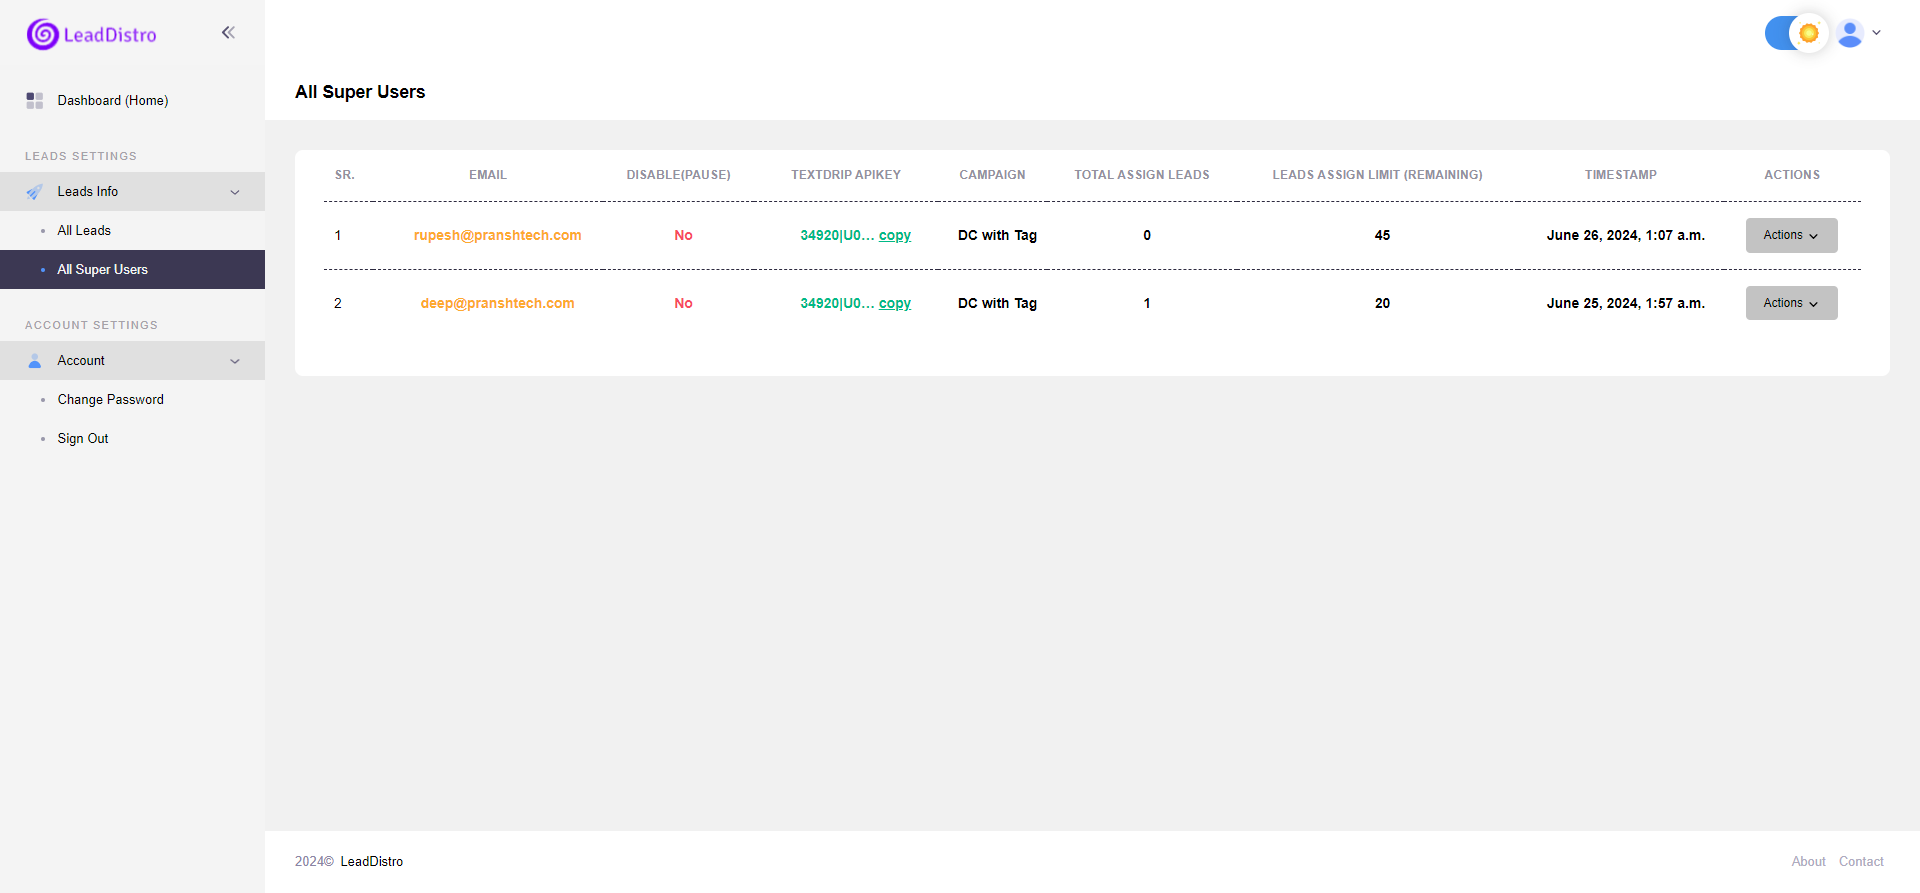 LeadDistro
Dashboard (Home)
LEADS SETTINGS
Leads Info
All Leads
All Super Users
ACCOUNT SETTINGS
Account
Change Password
Sign Out
All Super Users
SR. EMAIL DISABLE(PAUSE) TEXTDRIP APIKEY CAMPAIGN TOTAL ASSIGN LEADS LEADS ASSIGN LIMIT (REMAINING) TIMESTAMP ACTIONS
1 rupesh@pranshtech.com No 34920|U0... copy DC with Tag 0 45 June 26, 2024, 1:07 a.m. Actions
2 deep@pranshtech.com No 34920|U0... copy DC with Tag 1 20 June 25, 2024, 1:57 a.m. Actions
2024© LeadDistro
About Contact